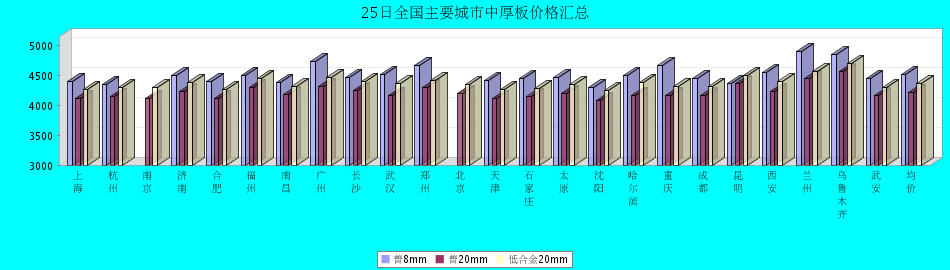 25日全国主要城市中厚板价格汇总
5000
4500
4000
3500
3000
上海
杭州
南京
济南
合肥
福州
南昌
广州
长沙
武汉
郑州
北京
天津
石家庄
太原
沈阳
哈尔滨
重庆
成都
昆明
西安
兰州
乌鲁木齐
武安
均价
普8mm 普20mm 低合金20mm